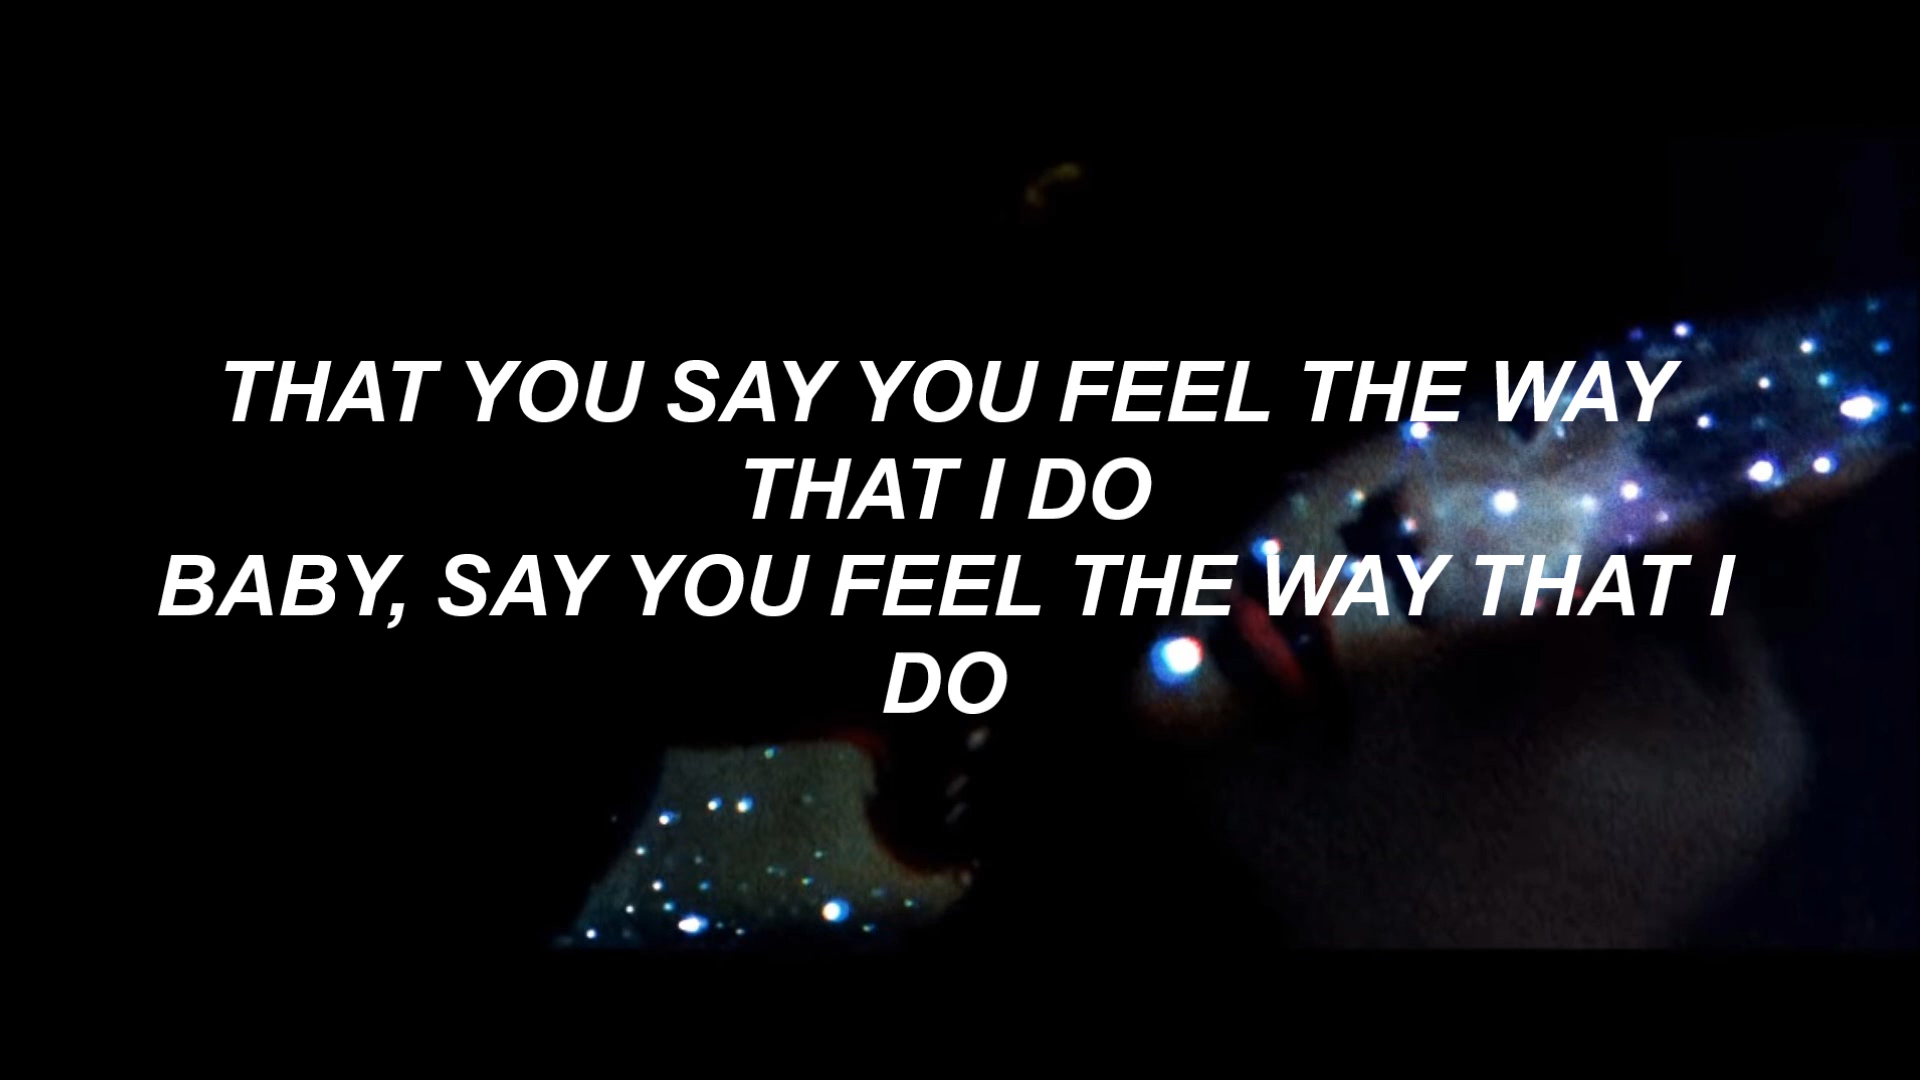 THAT YOU SAY YOU FEEL THE WAY
THAT I DO
BABY, SAY YOU FEEL THE WAY THAT I
DO